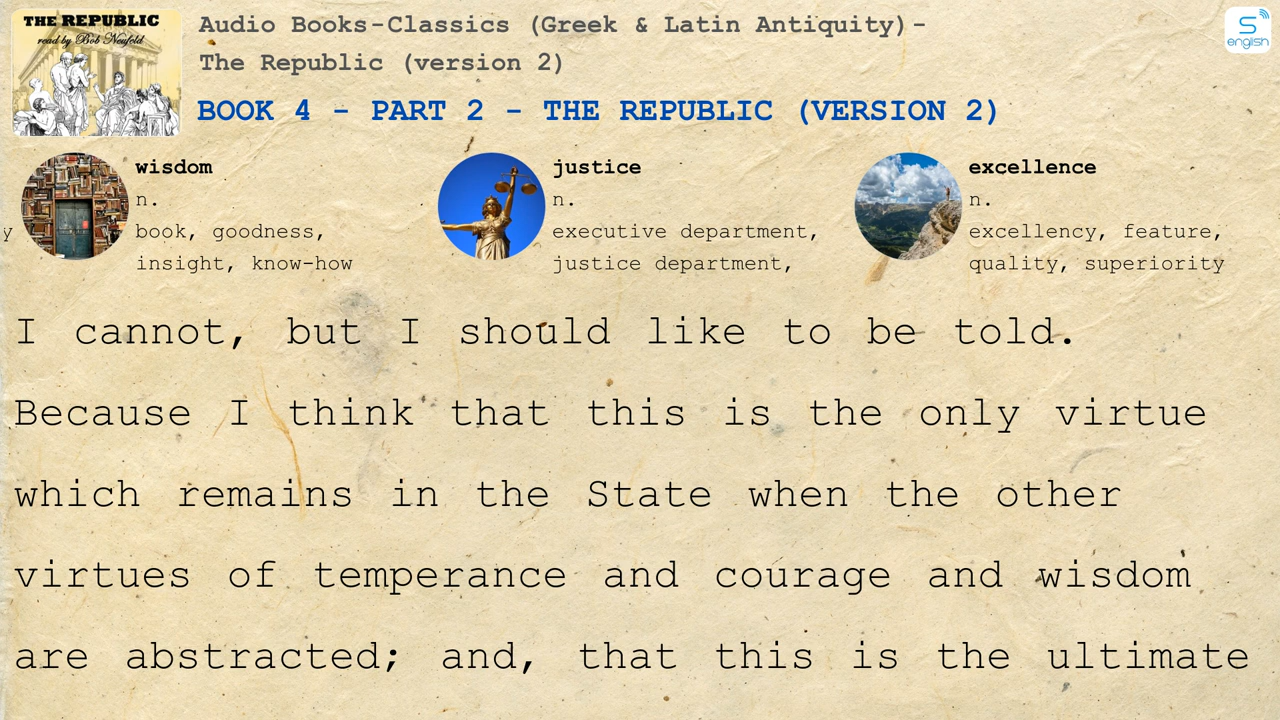 THE REPUBLIC
read by Bob Neufeld
Audio Books-Classics (Greek & Latin Antiquity)-
The Republic (version 2)
BOOK 4 - PART 2 - THE REPUBLIC (VERSION 2)
S
english
y
wisdom
n.
book, goodness,
insight, know-how
justice
n.
executive department,
justice department,
excellence
n.
excellency, feature,
quality, superiority
I cannot, but I should like to be told.
Because I think that this is the only virtue
which remains in the State when the other
virtues of temperance and courage and wisdom
are abstracted; and, that this is the ultimate